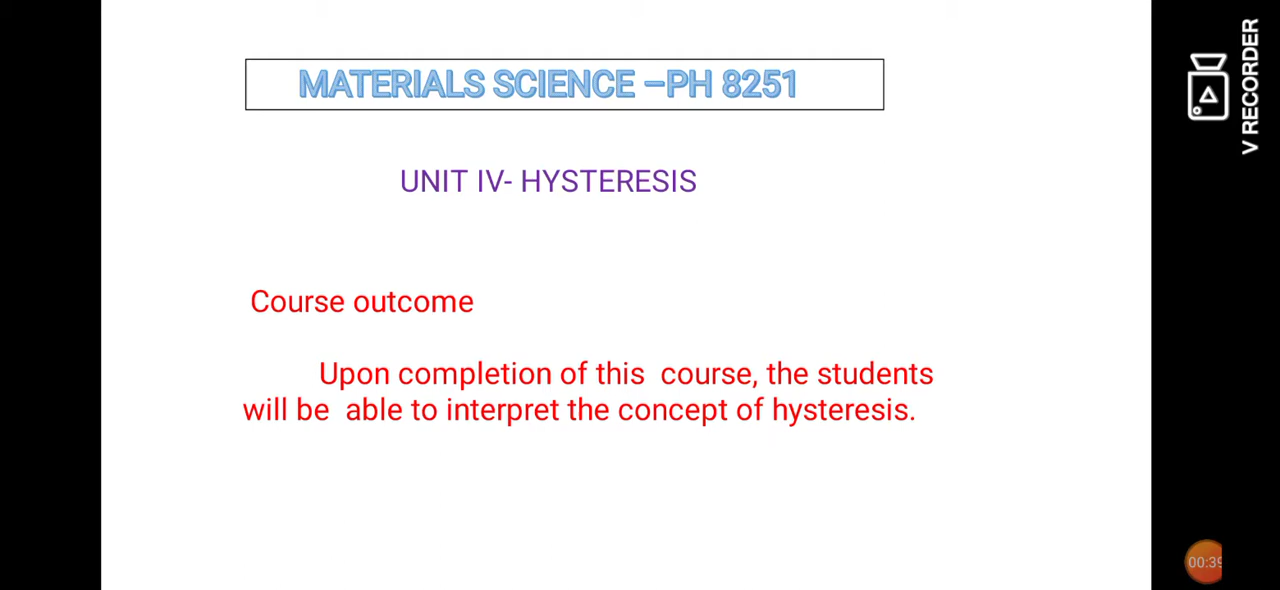 MATERIALS SCIENCE –PH 8251
UNIT IV- HYSTERESIS
Course outcome
Upon completion of this course, the students
will be able to interpret the concept of hysteresis.
V RECORDER
00:39